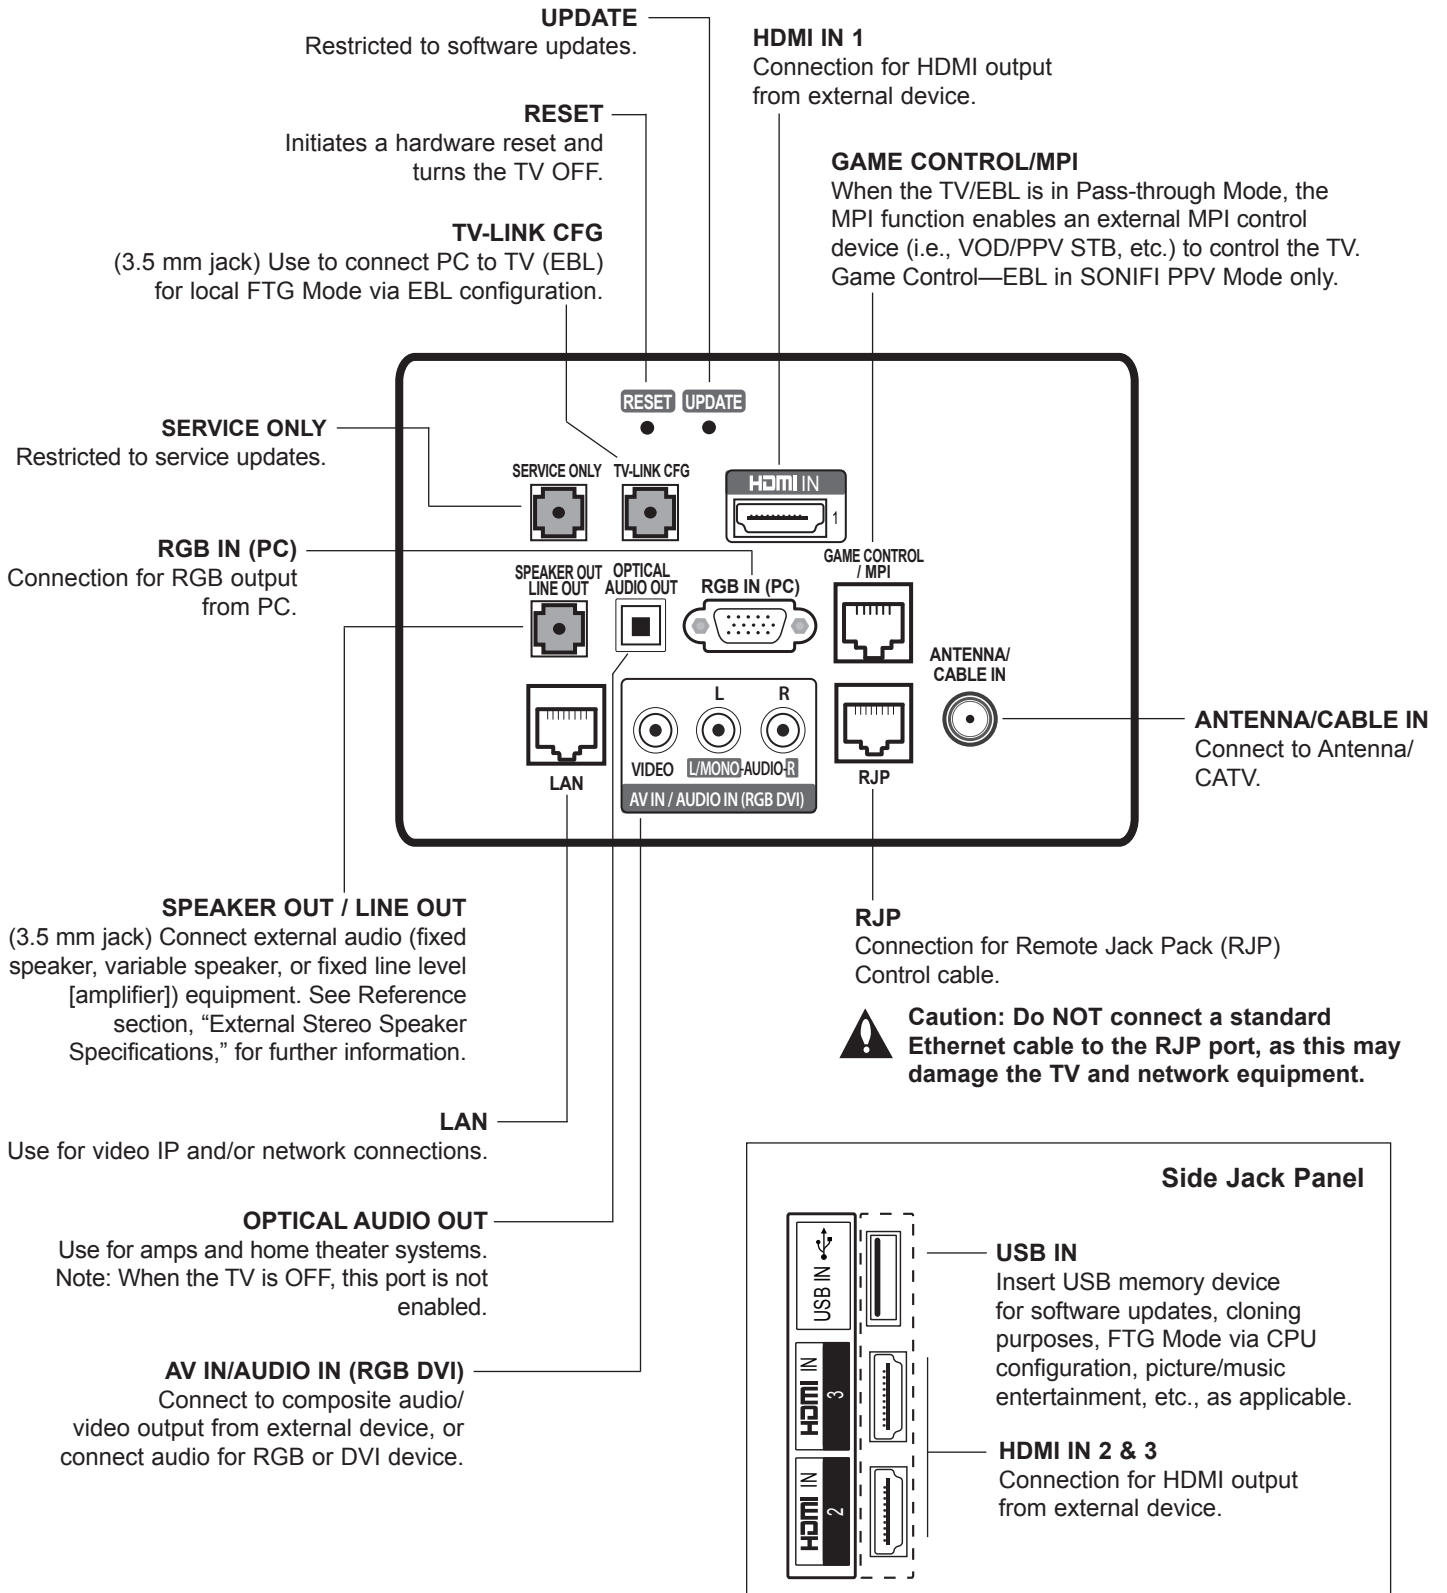 UPDATE
Restricted to software updates.
HDMI IN 1
Connection for HDMI output
from external device.
RESET
Initiates a hardware reset and
turns the TV OFF.
GAME CONTROL/MPI
When the TV/EBL is in Pass-through Mode, the
MPI function enables an external MPI control
device (i.e., VOD/PPV STB, etc.) to control the TV.
Game Control—EBL in SONIFI PPV Mode only.
TV-LINK CFG
(3.5 mm jack) Use to connect PC to TV (EBL)
for local FTG Mode via EBL configuration.
RESET UPDATE
SERVICE ONLY
Restricted to service updates.
SERVICE ONLY TV-LINK CFG
HDMI IN
1
RGB IN (PC)
Connection for RGB output
from PC.
SPEAKER OUT
LINE OUT
OPTICAL
AUDIO OUT
RGB IN (PC)
GAME CONTROL
/ MPI
ANTENNA/
CABLE IN
L R
VIDEO L/MONO-AUDIO-R
AV IN / AUDIO IN (RGB DVI)
LAN
RJP
ANTENNA/CABLE IN
Connect to Antenna/
CATV.
SPEAKER OUT / LINE OUT
(3.5 mm jack) Connect external audio (fixed
speaker, variable speaker, or fixed line level
[amplifier]) equipment. See Reference
section, “External Stereo Speaker
Specifications,” for further information.
RJP
Connection for Remote Jack Pack (RJP)
Control cable.
Caution: Do NOT connect a standard
Ethernet cable to the RJP port, as this may
damage the TV and network equipment.
LAN
Use for video IP and/or network connections.
OPTICAL AUDIO OUT
Use for amps and home theater systems.
Note: When the TV is OFF, this port is not
enabled.
AV IN/AUDIO IN (RGB DVI)
Connect to composite audio/
video output from external device, or
connect audio for RGB or DVI device.
Side Jack Panel
USB IN
HDMI IN 3
HDMI IN 2
USB IN
Insert USB memory device
for software updates, cloning
purposes, FTG Mode via CPU
configuration, picture/music
entertainment, etc., as applicable.
HDMI IN 2 & 3
Connection for HDMI output
from external device.